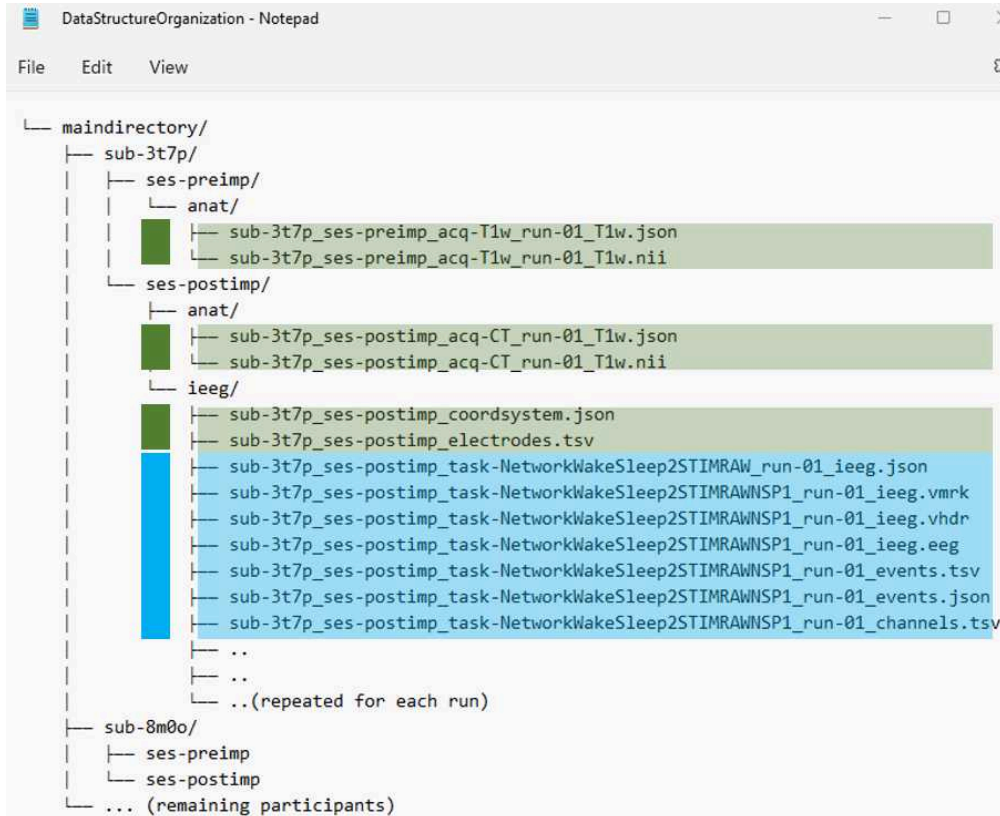 DataStructureOrganization - Notepad
File Edit View
└── maindirectory/
├── sub-3t7p/
│ ├── ses-preimp/
│ │ └── anat/
│ │ ├── sub-3t7p_ses-preimp_acq-T1w_run-01_T1w.json
│ │ └── sub-3t7p_ses-preimp_acq-T1w_run-01_T1w.nii
│ └── ses-postimp/
│ ├── anat/
│ ├── sub-3t7p_ses-postimp_acq-CT_run-01_T1w.json
│ └── sub-3t7p_ses-postimp_acq-CT_run-01_T1w.nii
│ └── ieeg/
│ ├── sub-3t7p_ses-postimp_coordsystem.json
│ ├── sub-3t7p_ses-postimp_electrodes.tsv
│ ├── sub-3t7p_ses-postimp_task-NetworkWakeSleep2STIMRAW_run-01_ieeg.json
│ ├── sub-3t7p_ses-postimp_task-NetworkWakeSleep2STIMRAWNSP1_run-01_ieeg.vmrk
│ ├── sub-3t7p_ses-postimp_task-NetworkWakeSleep2STIMRAWNSP1_run-01_ieeg.vhdr
│ ├── sub-3t7p_ses-postimp_task-NetworkWakeSleep2STIMRAWNSP1_run-01_ieeg.eeg
│ ├── sub-3t7p_ses-postimp_task-NetworkWakeSleep2STIMRAWNSP1_run-01_events.tsv
│ ├── sub-3t7p_ses-postimp_task-NetworkWakeSleep2STIMRAWNSP1_run-01_events.json
│ ├── sub-3t7p_ses-postimp_task-NetworkWakeSleep2STIMRAWNSP1_run-01_channels.tsv
│ ├── ..
│ ├── ..
│ └── ..(repeated for each run)
├── sub-8m0o/
│ ├── ses-preimp
│ └── ses-postimp
└── ... (remaining participants)